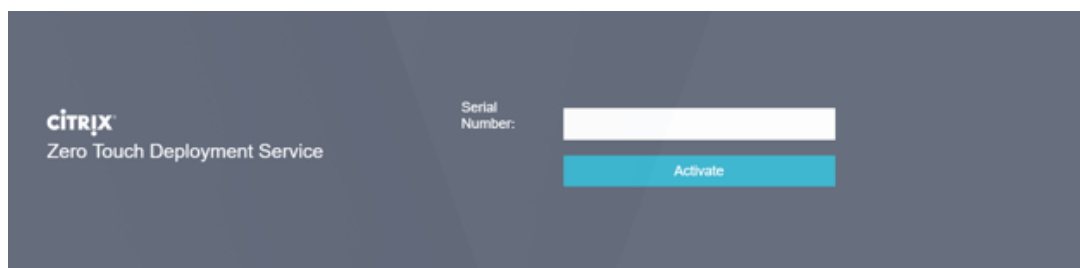 CITRIX
Zero Touch Deployment Service
Serial
Number:
Activate